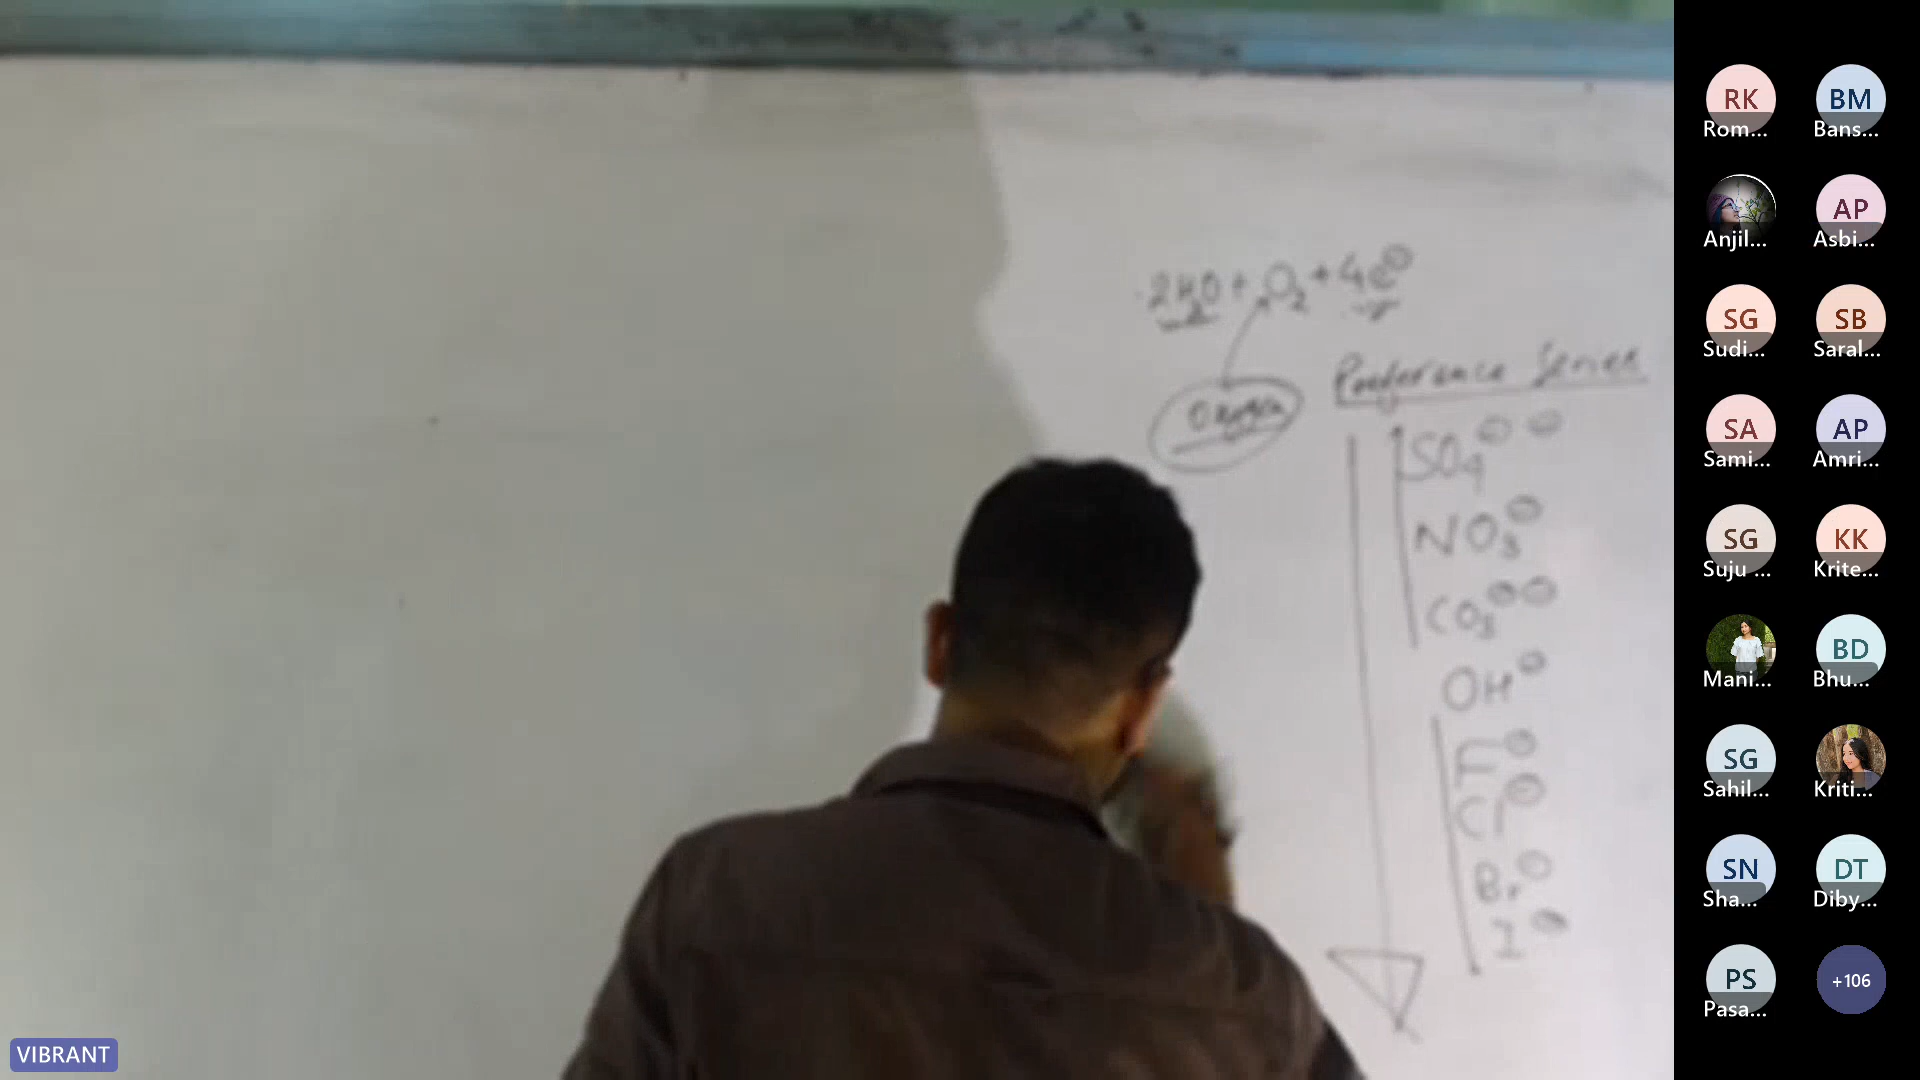 2H₂O + O₂ + 4e⊖
Oxygen
Preference Series
SO₄⊖⊖
NO₃⊖
CO₃⊖⊖
OH⊖
F⊖
Cl⊖
Br⊖
I⊖
VIBRANT
RK BM
Rom... Bans...
AP
Anjil... Asbi...
SG SB
Sudi... Saral...
SA AP
Sami... Amri...
SG KK
Suju ... Krite...
BD
Mani... Bhu...
SG
Sahil... Kriti...
SN DT
Sha... Diby...
PS +106
Pasa...